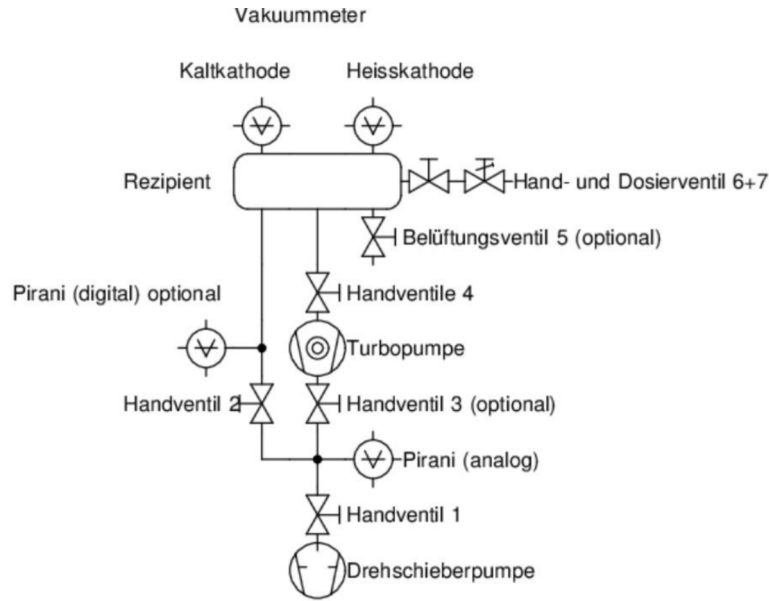 Vakuummeter
Kaltkathode Heisskathode
Rezipient
Hand- und Dosierventil 6+7
Belüftungsventil 5 (optional)
Pirani (digital) optional
Handventile 4
Turbopumpe
Handventil 2
Handventil 3 (optional)
Pirani (analog)
Handventil 1
Drehschieberpumpe